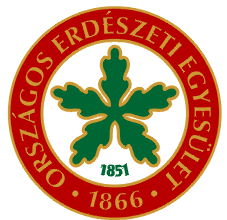 ORSZÁGOS ERDÉSZETI EGYESÜLET
1851
· 1866 ·